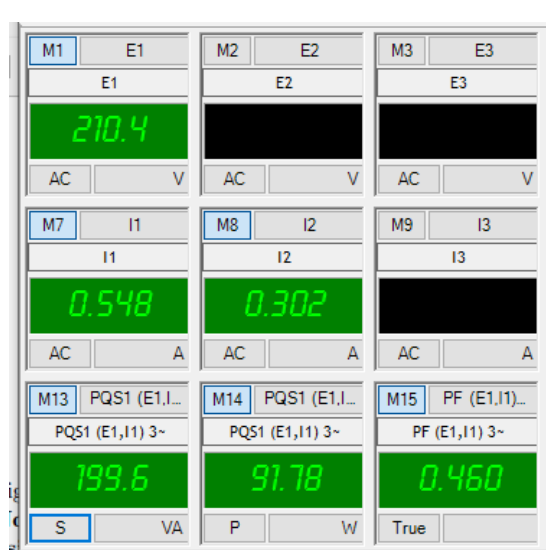 M1 E1 M2 E2 M3 E3
E1 E2 E3
210.4
AC V AC V AC V
M7 I1 M8 I2 M9 I3
I1 I2 I3
0.548 0.302
AC A AC A AC A
M13 PQS1 (E1,I... M14 PQS1 (E1,I... M15 PF (E1,I1)...
PQS1 (E1,I1) 3~ PQS1 (E1,I1) 3~ PF (E1,I1) 3~
199.6 91.78 0.460
S VA P W True